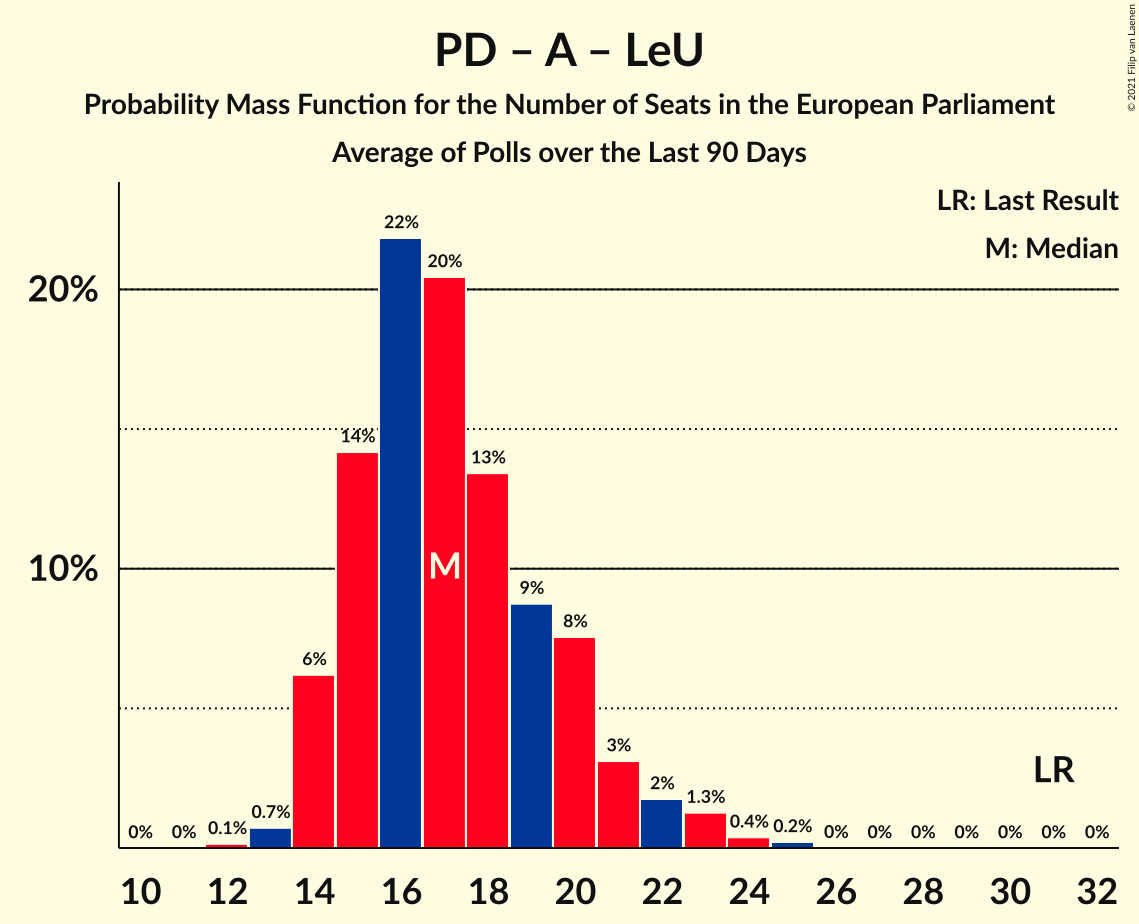 PD – A – LeU
Probability Mass Function for the Number of Seats in the European Parliament
Average of Polls over the Last 90 Days
© 2021 Filip van Laenen
LR: Last Result
M: Median
22%
20%
20%
14%
13%
M
10%
9%
8%
6%
3%
LR
2%
1.3%
0.7%
0.4%
0.2%
0% 0% 0.1% 0% 0% 0% 0% 0% 0% 0%
10 12 14 16 18 20 22 24 26 28 30 32